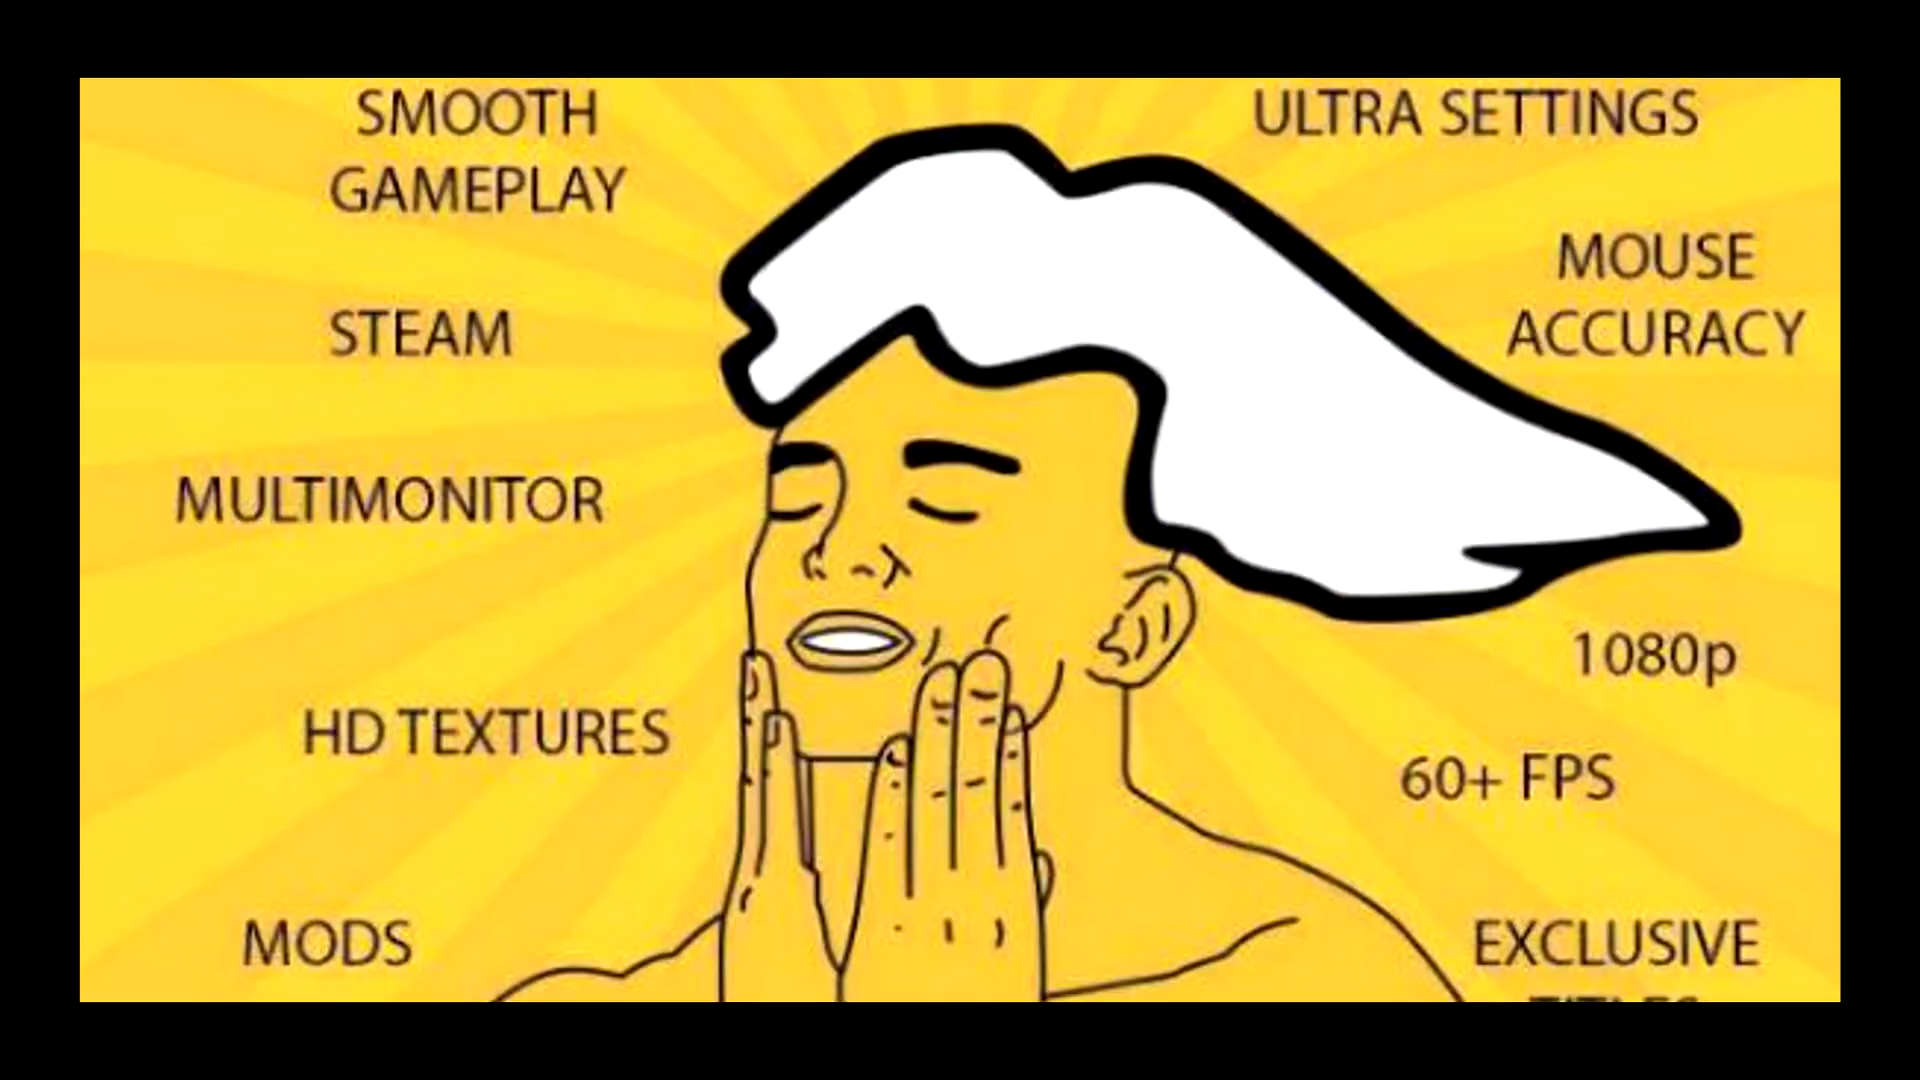 SMOOTH
GAMEPLAY
STEAM
MULTIMONITOR
HD TEXTURES
MODS
ULTRA SETTINGS
MOUSE
ACCURACY
1080p
60+ FPS
EXCLUSIVE